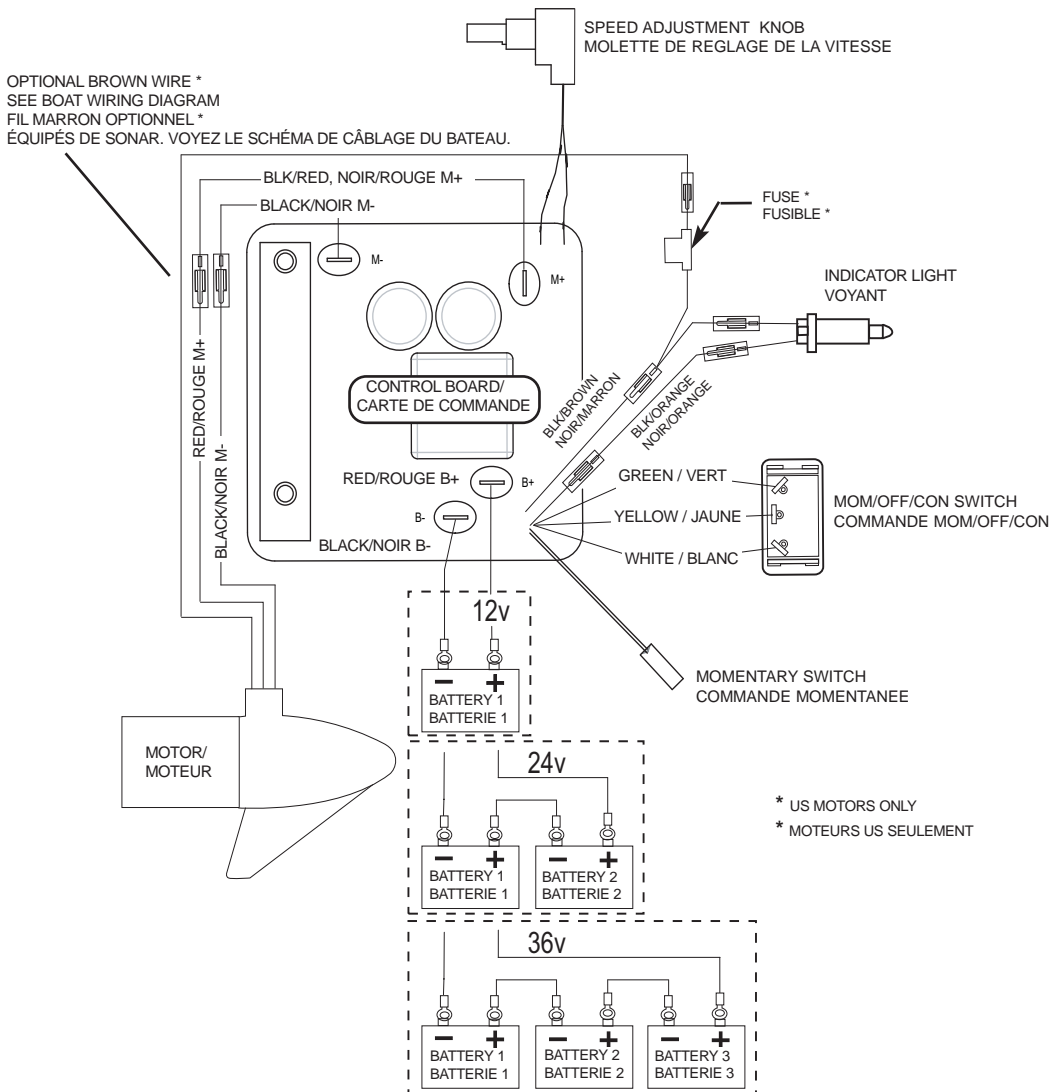 SPEED ADJUSTMENT KNOB
MOLETTE DE REGLAGE DE LA VITESSE
OPTIONAL BROWN WIRE *
SEE BOAT WIRING DIAGRAM
FIL MARRON OPTIONNEL *
ÉQUIPÉS DE SONAR. VOYEZ LE SCHÉMA DE CÂBLAGE DU BATEAU.
BLK/RED, NOIR/ROUGE M+
BLACK/NOIR M-
FUSE *
FUSIBLE *
M-
M+
INDICATOR LIGHT
VOYANT
RED/ROUGE M+
BLACK/NOIR M-
CONTROL BOARD/
CARTE DE COMMANDE
BLK/BROWN
NOIR/MARRON
BLK/ORANGE
NOIR/ORANGE
RED/ROUGE B+
B+
B-
BLACK/NOIR B-
GREEN / VERT
YELLOW / JAUNE
WHITE / BLANC
MOM/OFF/CON SWITCH
COMMANDE MOM/OFF/CON
12v
- +
BATTERY 1
BATTERIE 1
MOMENTARY SWITCH
COMMANDE MOMENTANEE
MOTOR/
MOTEUR
24v
- +
BATTERY 1
BATTERIE 1
- +
BATTERY 2
BATTERIE 2
* US MOTORS ONLY
* MOTEURS US SEULEMENT
36v
- +
BATTERY 1
BATTERIE 1
- +
BATTERY 2
BATTERIE 2
- +
BATTERY 3
BATTERIE 3